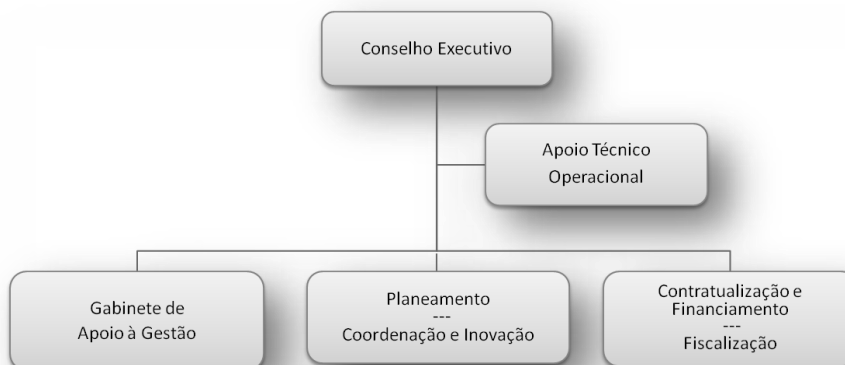 Conselho Executivo
Apoio Técnico
Operacional
Gabinete de
Apoio à Gestão
Planeamento
---
Coordenação e Inovação
Contratualização e
Financiamento
---
Fiscalização